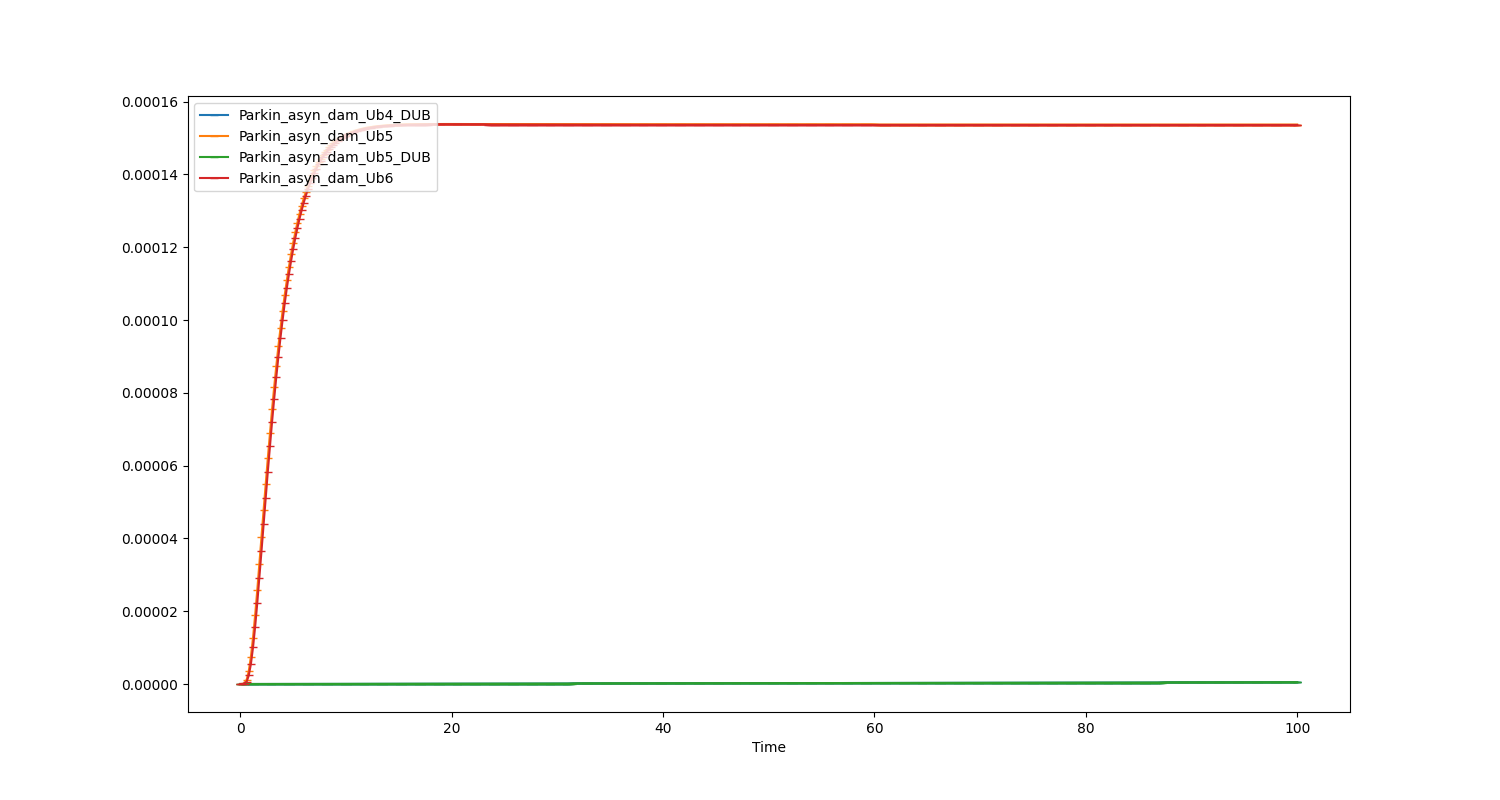 0.00016
0.00014
0.00012
0.00010
0.00008
0.00006
0.00004
0.00002
0.00000
Parkin_asyn_dam_Ub4_DUB
Parkin_asyn_dam_Ub5
Parkin_asyn_dam_Ub5_DUB
Parkin_asyn_dam_Ub6
0 20 40 60 80 100
Time